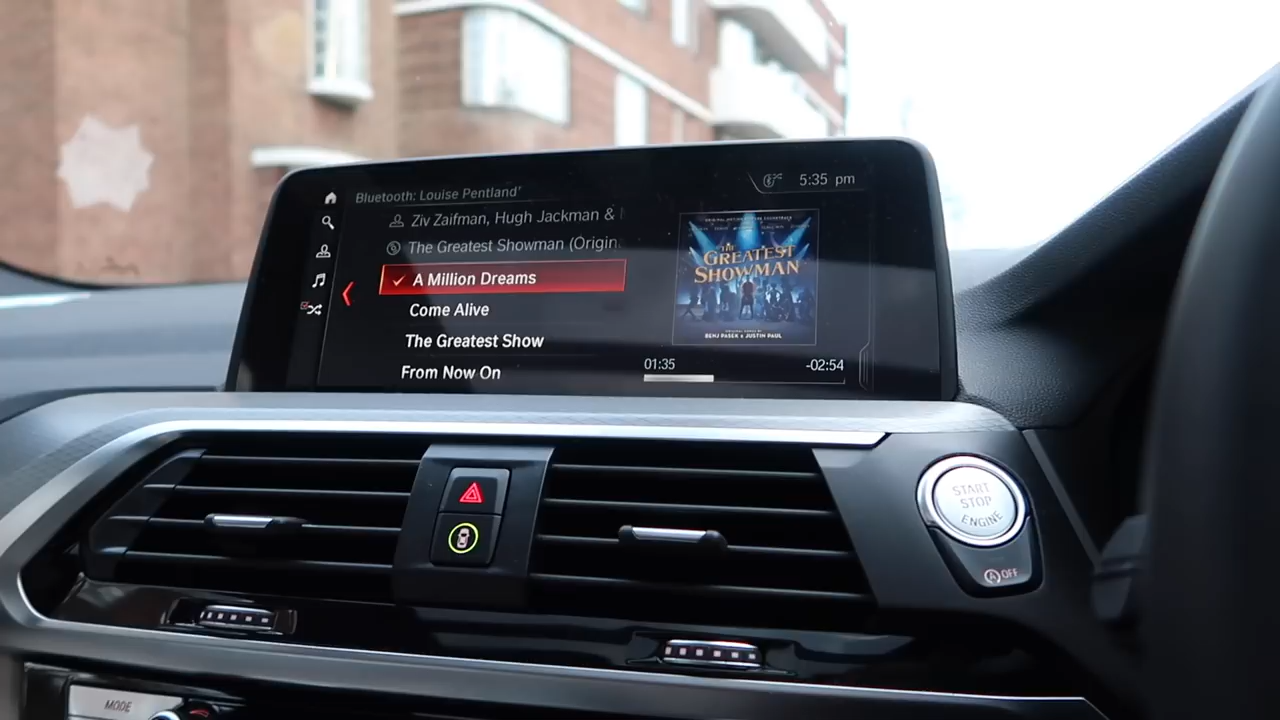 Bluetooth: Louise Pentland'
5:35 pm
Ziv Zaifman, Hugh Jackman &
The Greatest Showman (Origin
A Million Dreams
Come Alive
The Greatest Show
From Now On
ORIGINAL MOTION PICTURE SOUNDTRACK
THE
GREATEST
SHOWMAN
BENJ PASEK & JUSTIN PAUL
01:35
-02:54
START
STOP
ENGINE
A OFF
MODE